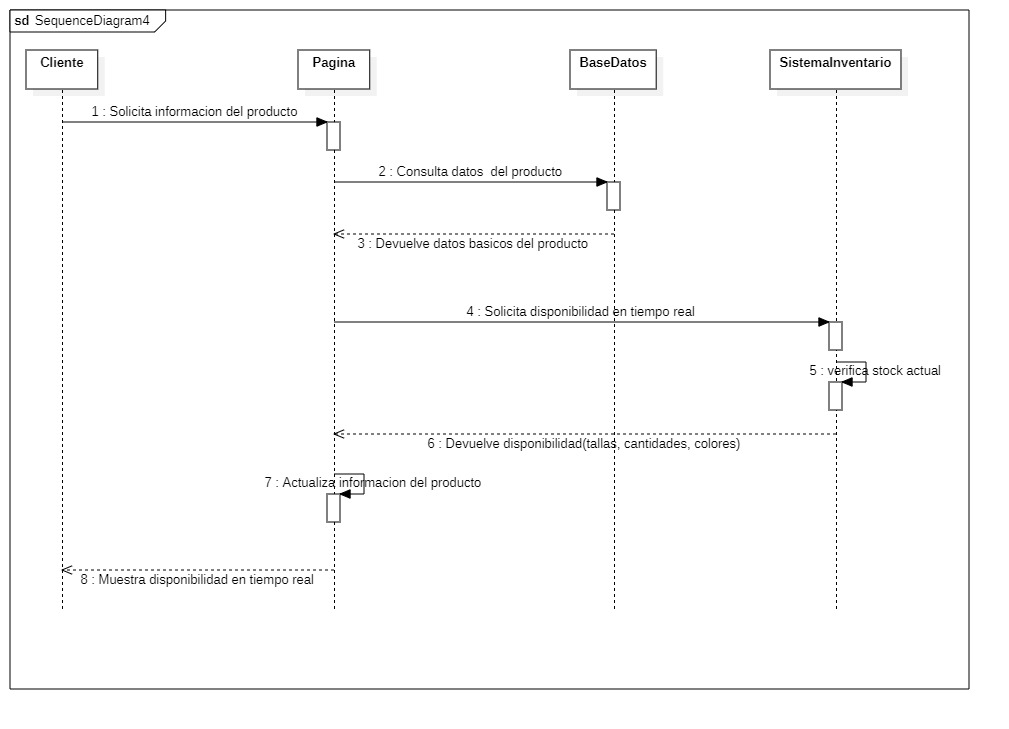 sd SequenceDiagram4
Cliente
Pagina
BaseDatos
SistemaInventario
1 : Solicita informacion del producto
2 : Consulta datos  del producto
3 : Devuelve datos basicos del producto
4 : Solicita disponibilidad en tiempo real
5 : verifica stock actual
6 : Devuelve disponibilidad(tallas, cantidades, colores)
7 : Actualiza informacion del producto
8 : Muestra disponibilidad en tiempo real